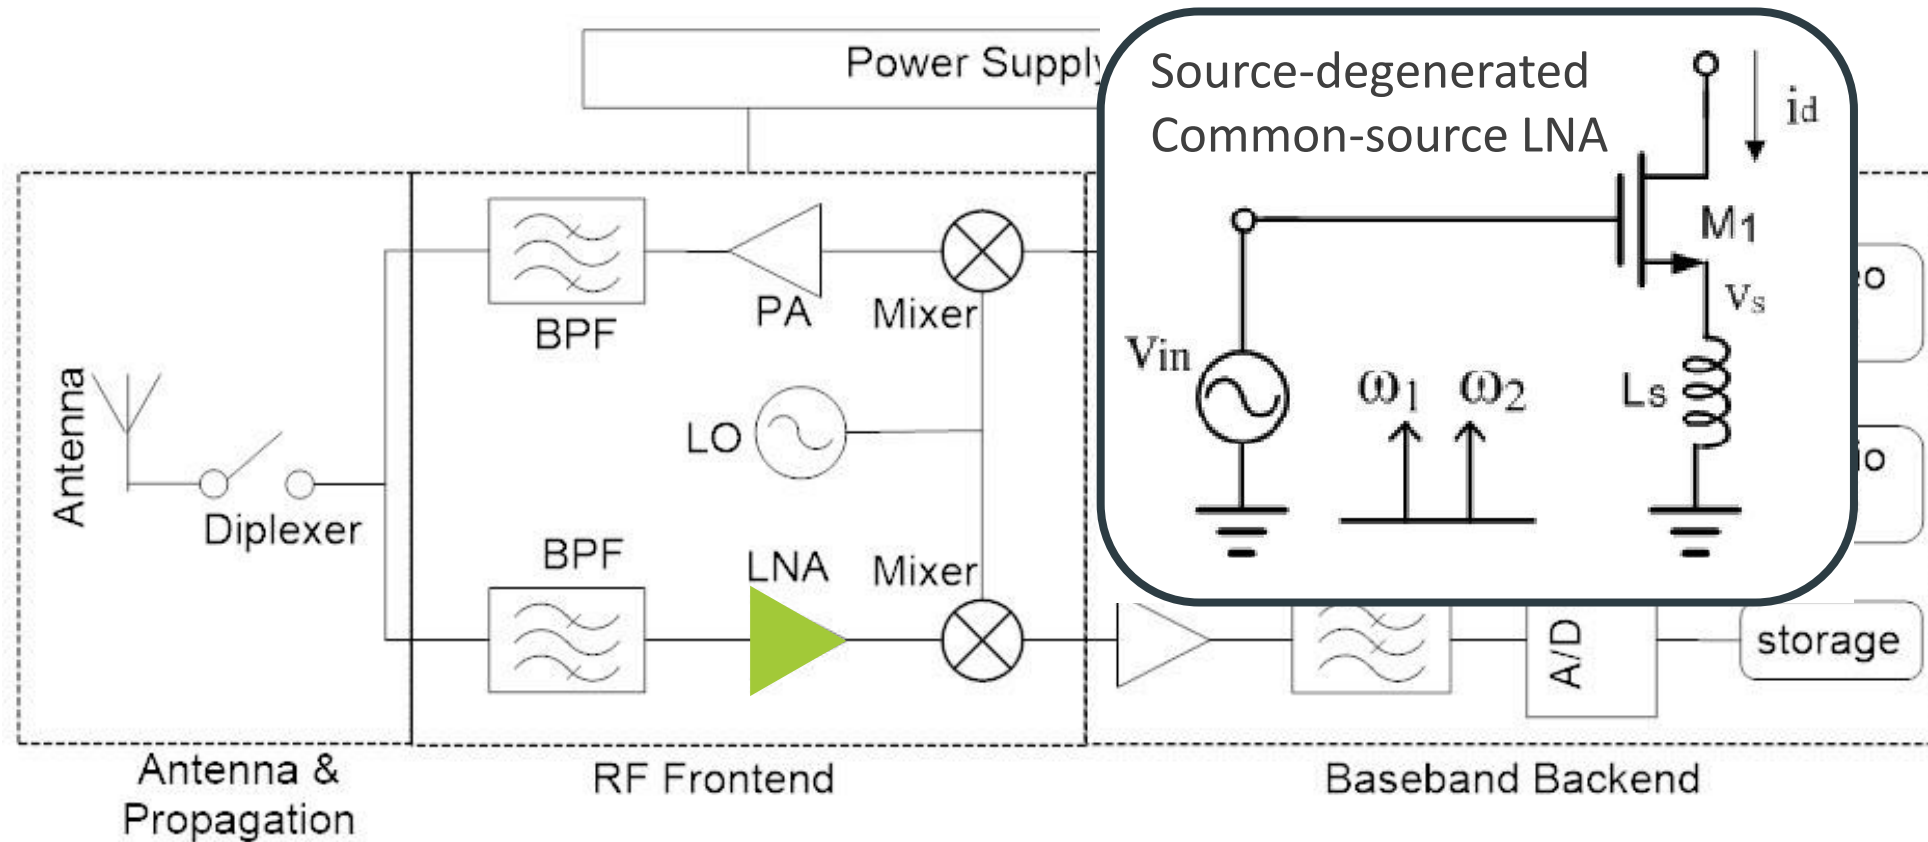 Power Supply
Source-degenerated
Common-source LNA
id
M1
Vs
Vin
ω1
ω2
Ls
BPF
PA
Mixer
Antenna
LO
Diplexer
BPF
LNA
Mixer
A/D
storage
Antenna &
Propagation
RF Frontend
Baseband Backend